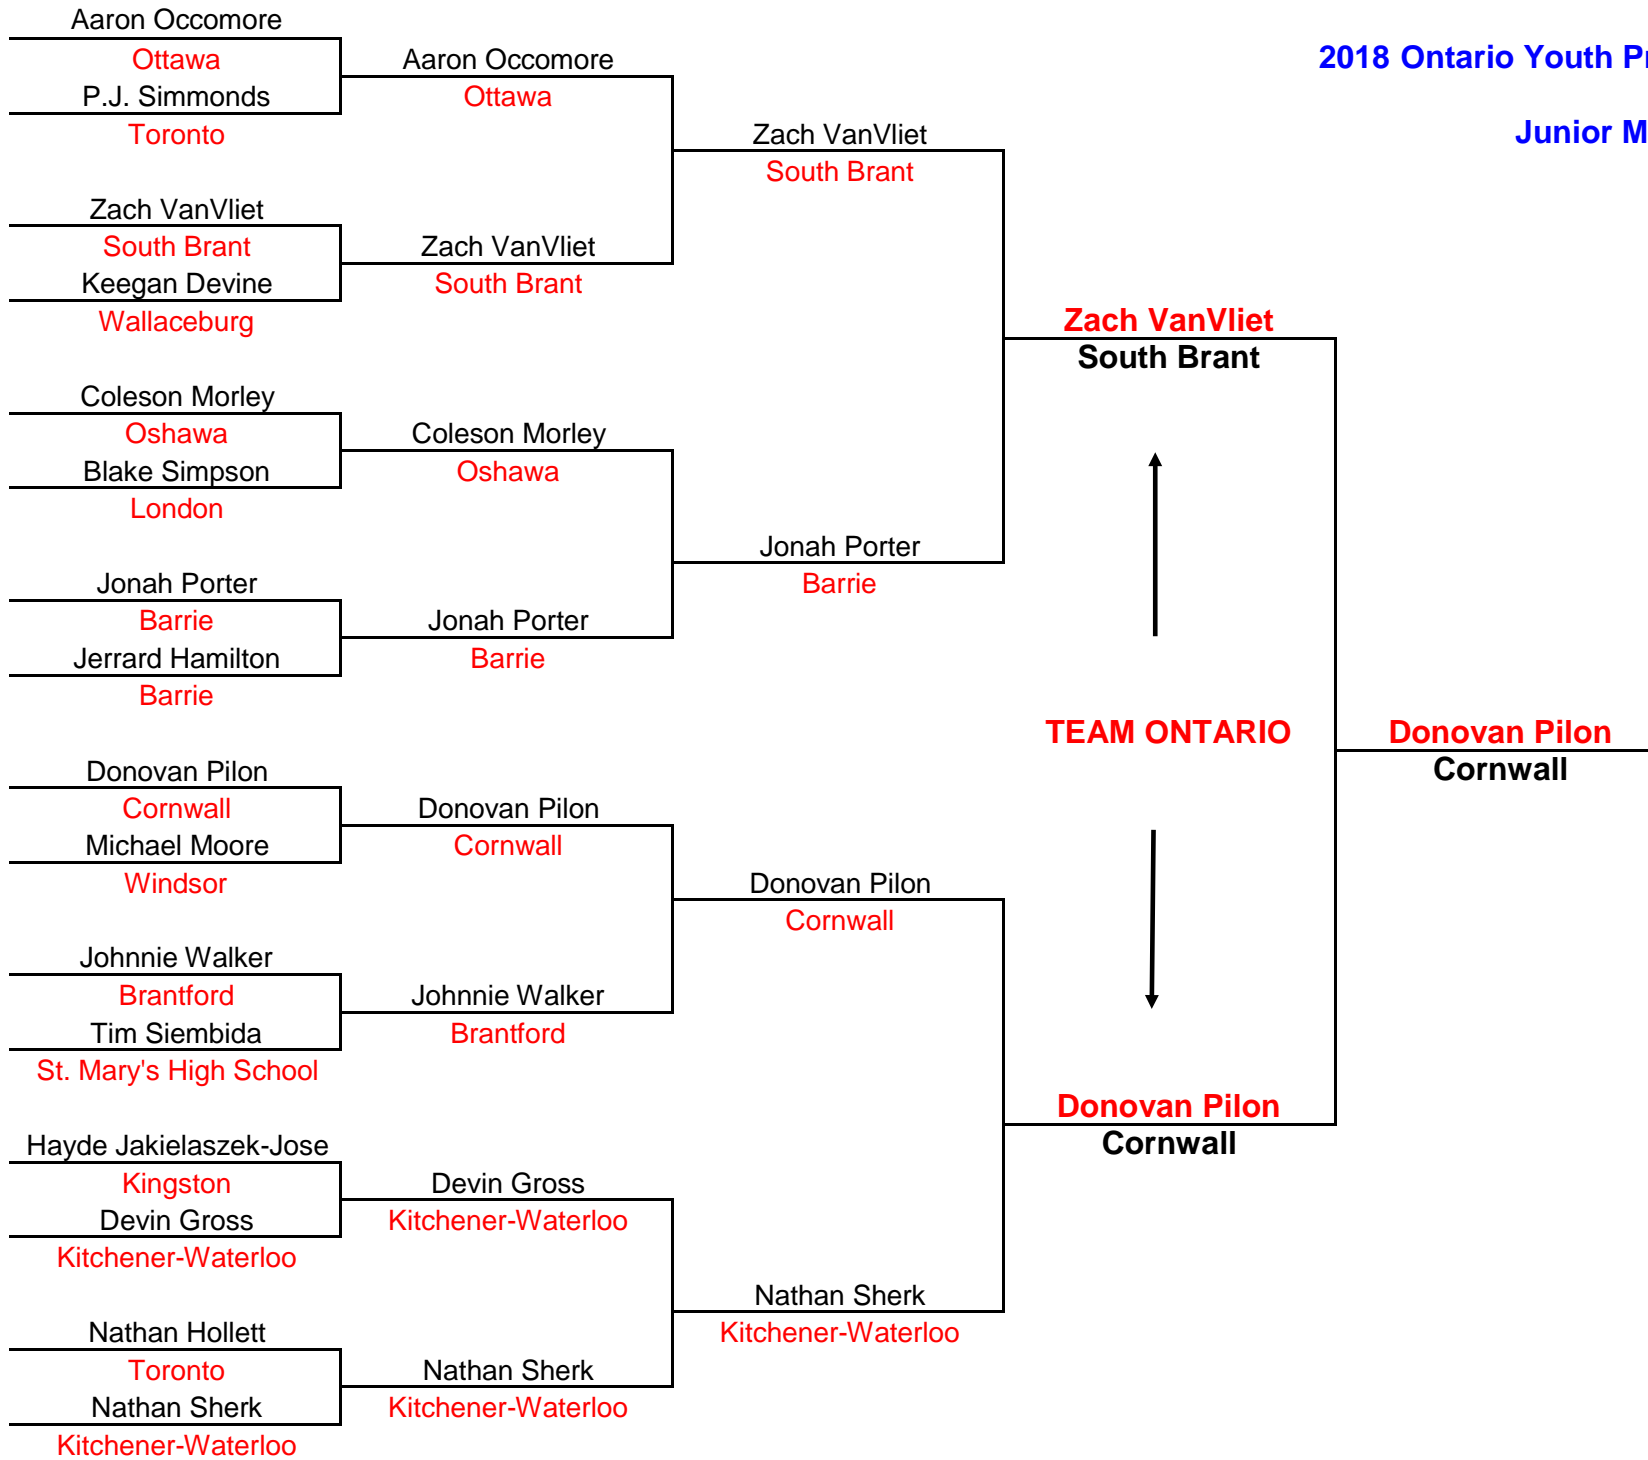 Aaron Occomore
Ottawa
P.J. Simmonds
Toronto
Zach VanVliet
South Brant
Keegan Devine
Wallaceburg
Coleson Morley
Oshawa
Blake Simpson
London
Jonah Porter
Barrie
Jerrard Hamilton
Barrie
Donovan Pilon
Cornwall
Michael Moore
Windsor
Johnnie Walker
Brantford
Tim Siembida
St. Mary's High School
Hayde Jakielaszek-Jose
Kingston
Devin Gross
Kitchener-Waterloo
Nathan Hollett
Toronto
Nathan Sherk
Kitchener-Waterloo
Aaron Occomore
Ottawa
Zach VanVliet
South Brant
Coleson Morley
Oshawa
Jonah Porter
Barrie
Donovan Pilon
Cornwall
Johnnie Walker
Brantford
Devin Gross
Kitchener-Waterloo
Nathan Sherk
Kitchener-Waterloo
Zach VanVliet
South Brant
Jonah Porter
Barrie
Donovan Pilon
Cornwall
Nathan Sherk
Kitchener-Waterloo
Zach VanVliet
South Brant
TEAM ONTARIO
Donovan Pilon
Cornwall
2018 Ontario Youth Pr
Junior M
Donovan Pilon
Cornwall